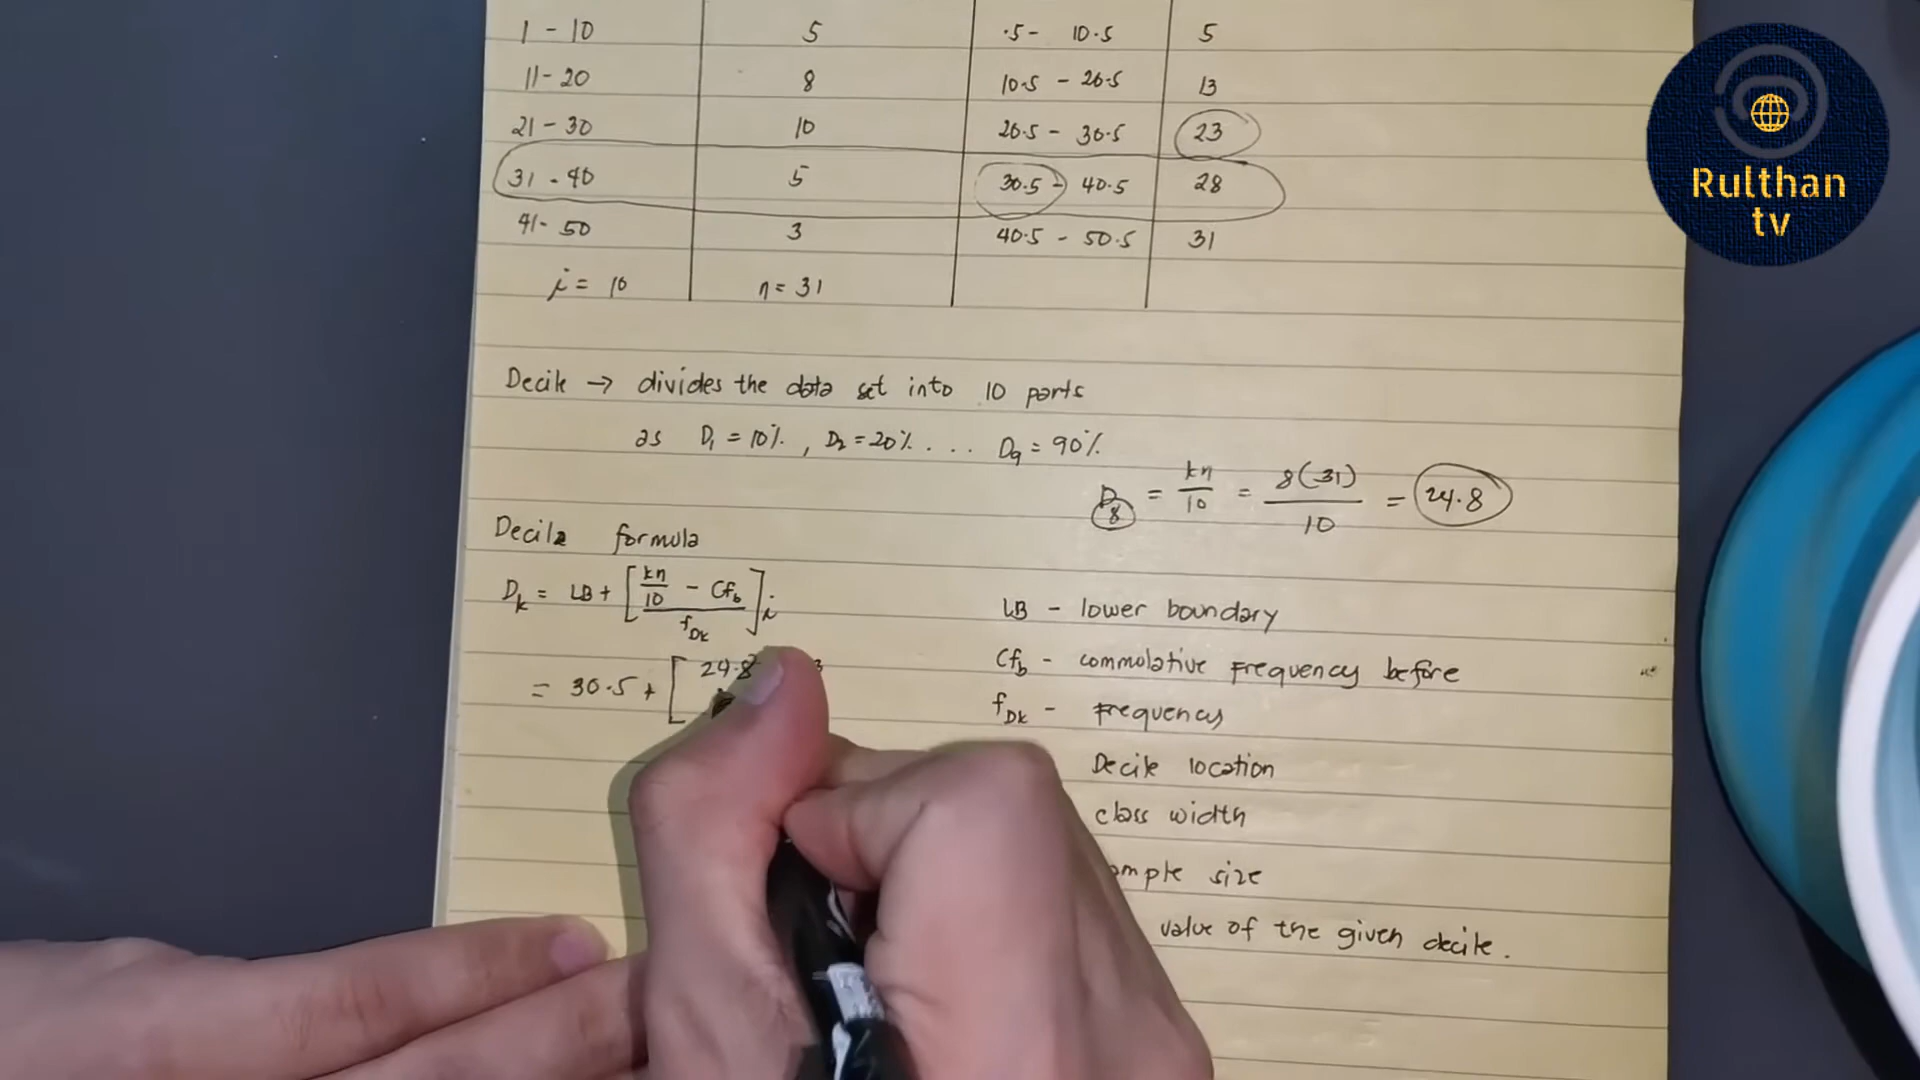 1 - 10 5 .5 - 10.5 5
11 - 20 8 10.5 - 20.5 13
21 - 30 10 20.5 - 30.5 23
31 - 40 5 30.5 - 40.5 28
41 - 50 3 40.5 - 50.5 31
i = 10 n = 31
Decile → divides the data set into 10 parts
as D1 = 10%, D2 = 20% .... D9 = 90%
D8 = kn/10 = 8(31)/10 = 24.8
Decile formula
Dk = LB + [kn/10 - Cfb / fDk] i
= 30.5 + [ 24.8
LB - lower boundary
Cfb - commolative frequency before
fDk - frequency
Decile location
class width
size
value of the given decile.
Rulthan
tv